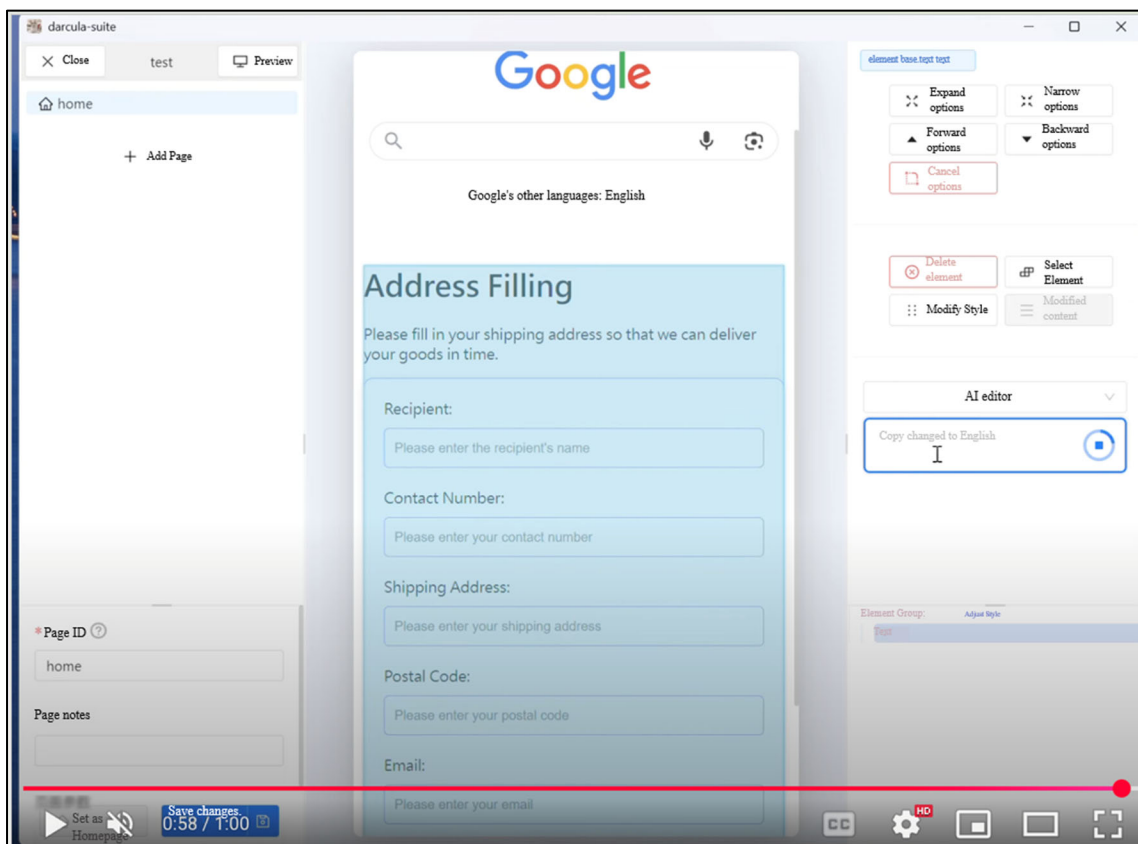 darcula-suite
Close
test
Preview
home
Add Page
Google
Google's other languages: English
Address Filling
Please fill in your shipping address so that we can deliver
your goods in time.
Recipient:
Please enter the recipient's name
Contact Number:
Please enter your contact number
Shipping Address:
Please enter your shipping address
Postal Code:
Please enter your postal code
Email:
Please enter your email
element base.text text
Expand
options
Narrow
options
Forward
options
Backward
options
Cancel
options
Delete
element
Select
Element
Modify Style
Modified
content
AI editor
Copy changed to English
Element Group:
Adjust Style
Text
*Page ID
home
Page notes
Set as
Homepage
Save changes.
0:58 / 1:00
CC
HD